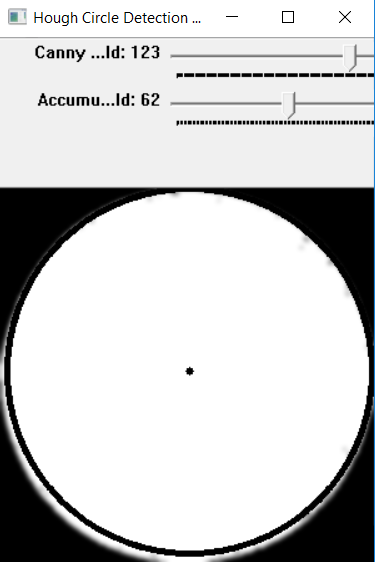 Hough Circle Detection ...
Canny ...ld: 123
Accumu...ld: 62